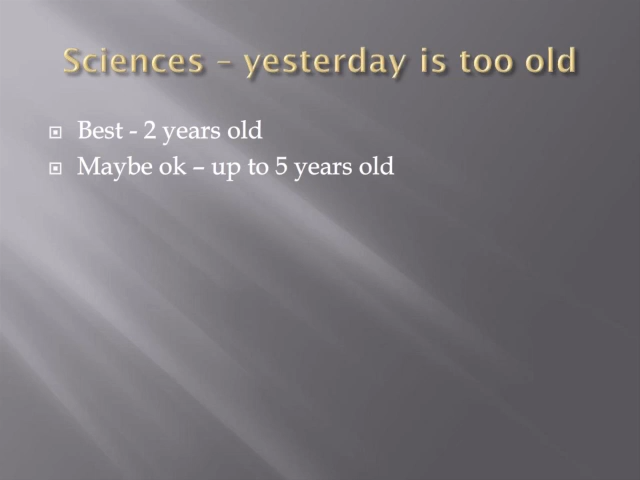 Sciences – yesterday is too old
Best - 2 years old
Maybe ok – up to 5 years old